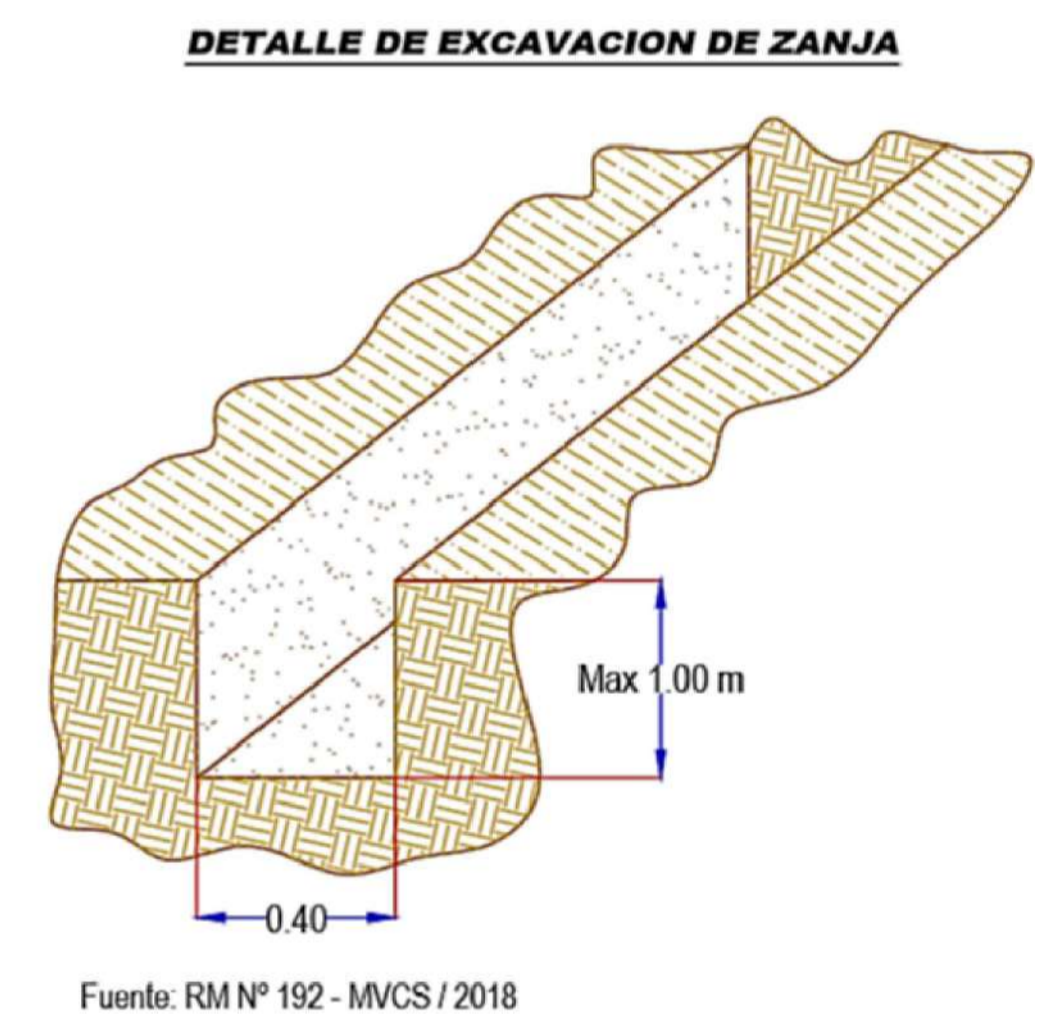 DETALLE DE EXCAVACION DE ZANJA
Max 1.00 m
0.40
Fuente: RM Nº 192 - MVCS / 2018